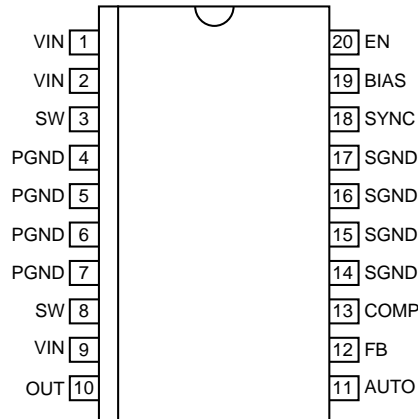 VIN 1 20 EN
VIN 2 19 BIAS
SW 3 18 SYNC
PGND 4 17 SGND
PGND 5 16 SGND
PGND 6 15 SGND
PGND 7 14 SGND
SW 8 13 COMP
VIN 9 12 FB
OUT 10 11 AUTO